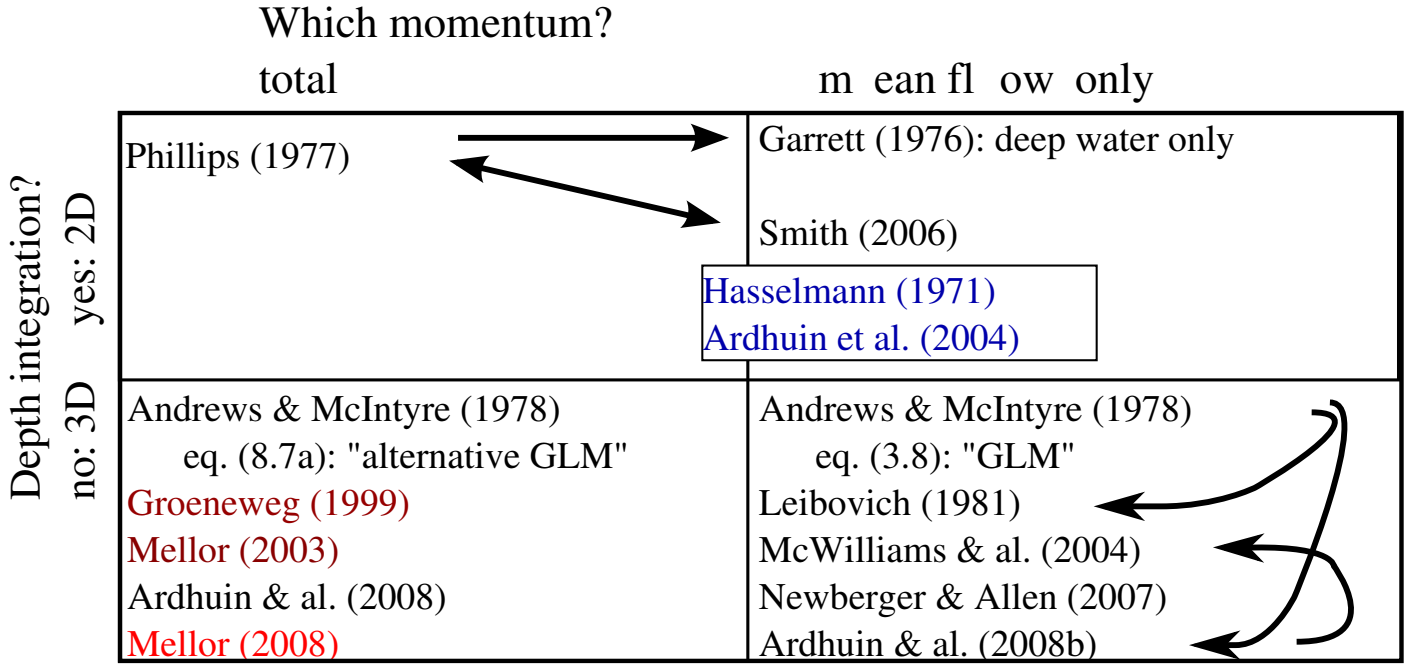 Which momentum?
total
m ean fl ow only
Depth integration?
yes: 2D
no: 3D
Phillips (1977)
Garrett (1976): deep water only
Smith (2006)
Hasselmann (1971)
Ardhuin et al. (2004)
Andrews & McIntyre (1978)
eq. (8.7a): "alternative GLM"
Groeneweg (1999)
Mellor (2003)
Ardhuin & al. (2008)
Mellor (2008)
Andrews & McIntyre (1978)
eq. (3.8): "GLM"
Leibovich (1981)
McWilliams & al. (2004)
Newberger & Allen (2007)
Ardhuin & al. (2008b)